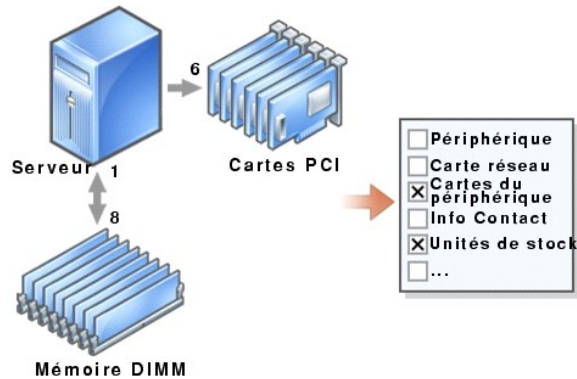 6
Serveur 1
Cartes PCI
8
Mémoire DIMM
Périphérique
Carte réseau
Cartes du
périphérique
Info Contact
Unités de stock
...